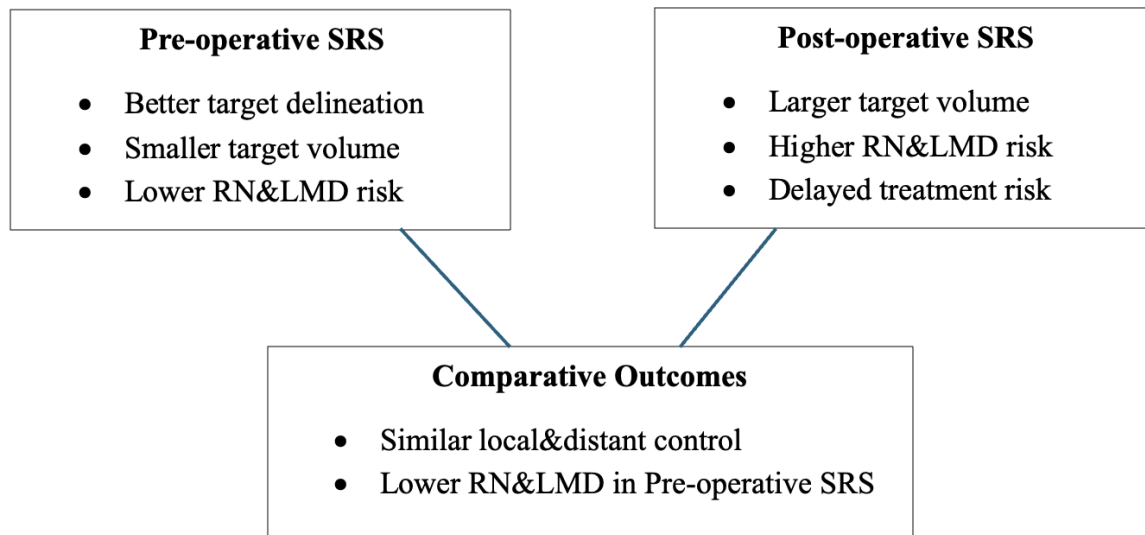 Pre-operative SRS
• Better target delineation
• Smaller target volume
• Lower RN&LMD risk
Post-operative SRS
• Larger target volume
• Higher RN&LMD risk
• Delayed treatment risk
Comparative Outcomes
• Similar local&distant control
• Lower RN&LMD in Pre-operative SRS